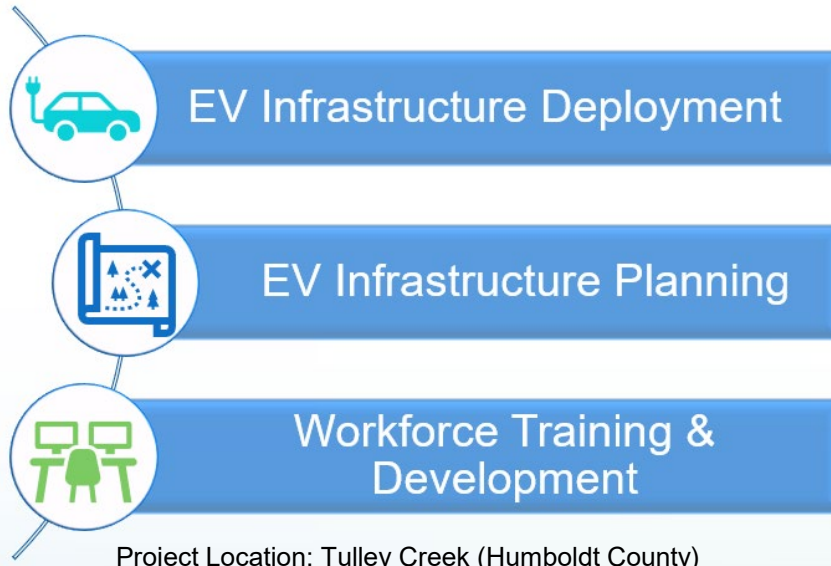 EV Infrastructure Deployment
EV Infrastructure Planning
Workforce Training &
Development
Project Location: Tulley Creek (Humboldt County)